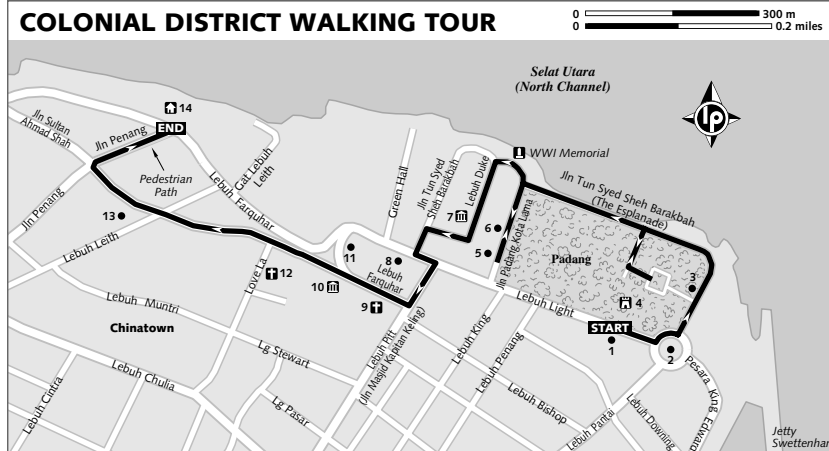 COLONIAL DISTRICT WALKING TOUR
0 300 m
0 0.2 miles
Selat Utara
(North Channel)
lp
14
END
Jln Sultan
Ahmad Shah
Jln Penang
Pedestrian
Path
Gat Lebuh
Leith
Lebuh Farquhar
Green Hall
Jln Tun Syed
Sheh Barakbah
Lebuh Duke
WWI Memorial
Jln Tun Syed Sheh Barakbah
(The Esplanade)
Jln Penang
13
Lebuh Leith
7
6
5
Jln Padang Kota Lama
Padang
3
4
11
8
Lebuh
Farquhar
Love La
12
10
9
Lebuh Light
START
1
2
Lebuh Muntri
Chinatown
Lg Stewart
Lebuh Pitt
(Jln Masjid Kapitan Keling)
Lebuh King
Lebuh Penang
Lebuh Chulia
Lebuh Cintra
Lg Pasar
Lebuh Bishop
Lebuh Pantai
Lebuh Downing
Pesara King Edward
Jetty
Swettenham